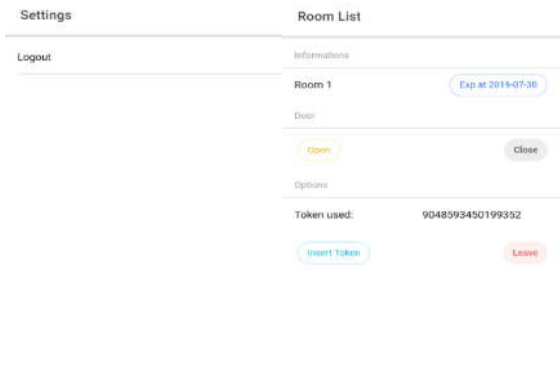 Settings
Logout
Room List
Informations
Room 1
Exp at 2019-07-30
Door
Open
Close
Options
Token used:
9048593450199352
Insert Token
Leave